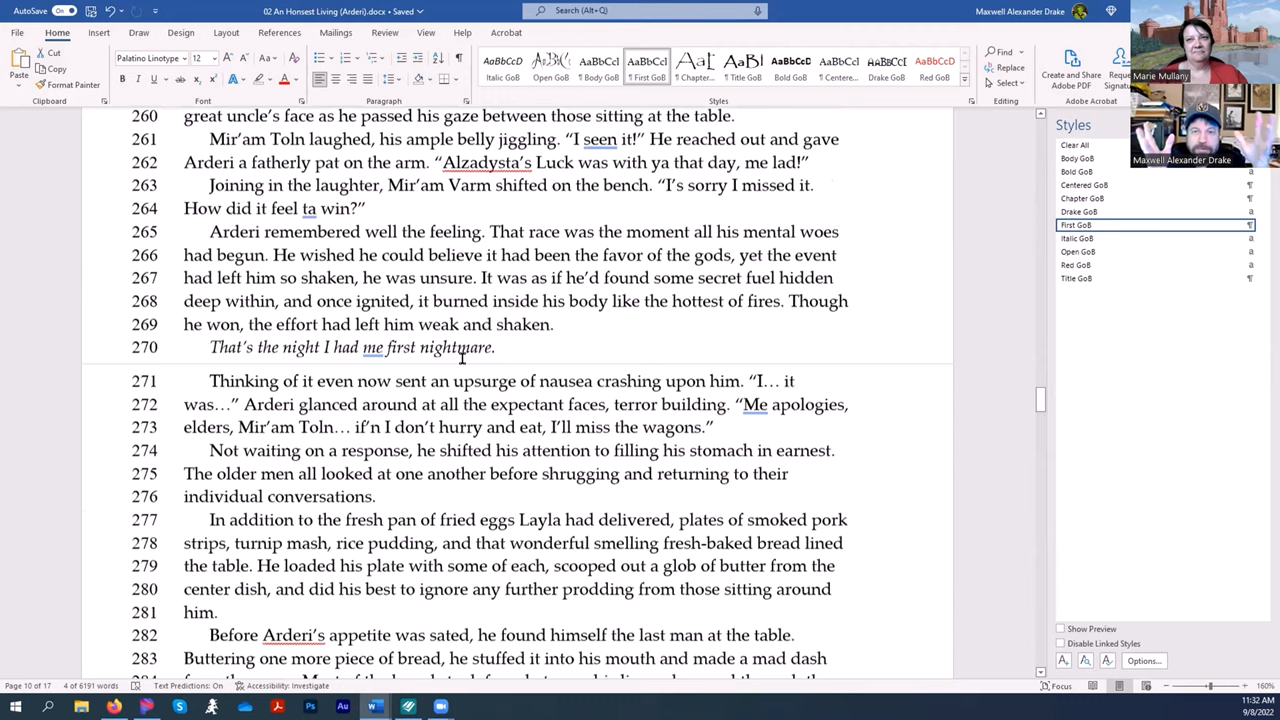 AutoSave On
02 An Honsest Living (Arderi).docx • Saved
Search (Alt+Q)
Maxwell Alexander Drake
File Home Insert Draw Design Layout References Mailings Review View Help Acrobat
Paste Cut Copy Format Painter
Clipboard
Palatino Linotype 12
Font
Paragraph
AaBbCcD AaBbCc AaBbCcI AaBbCcI AaL AaBbC AaBbCc AaBbCcI AaBbCcI AaBbCcD
Italic GoB Open GoB ¶ Body GoB ¶ First GoB ¶ Chapter... ¶ Title GoB Bold GoB ¶ Centere... Drake GoB ¶ Red GoB
Styles
Find Replace Select
Editing
Create and Share Adobe PDF
Adobe Acrobat
Marie Mullany
Maxwell Alexander Drake
260 great uncle's face as he passed his gaze between those sitting at the table.
261 Mir'am Toln laughed, his ample belly jiggling. "I seen it!" He reached out and gave
262 Arderi a fatherly pat on the arm. "Alzadysta's Luck was with ya that day, me lad!"
263 Joining in the laughter, Mir'am Varm shifted on the bench. "I's sorry I missed it.
264 How did it feel ta win?"
265 Arderi remembered well the feeling. That race was the moment all his mental woes
266 had begun. He wished he could believe it had been the favor of the gods, yet the event
267 had left him so shaken, he was unsure. It was as if he'd found some secret fuel hidden
268 deep within, and once ignited, it burned inside his body like the hottest of fires. Though
269 he won, the effort had left him weak and shaken.
270 That's the night I had me first nightmare.
271 Thinking of it even now sent an upsurge of nausea crashing upon him. "I… it
272 was…" Arderi glanced around at all the expectant faces, terror building. "Me apologies,
273 elders, Mir'am Toln… if'n I don't hurry and eat, I'll miss the wagons."
274 Not waiting on a response, he shifted his attention to filling his stomach in earnest.
275 The older men all looked at one another before shrugging and returning to their
276 individual conversations.
277 In addition to the fresh pan of fried eggs Layla had delivered, plates of smoked pork
278 strips, turnip mash, rice pudding, and that wonderful smelling fresh-baked bread lined
279 the table. He loaded his plate with some of each, scooped out a glob of butter from the
280 center dish, and did his best to ignore any further prodding from those sitting around
281 him.
282 Before Arderi's appetite was sated, he found himself the last man at the table.
283 Buttering one more piece of bread, he stuffed it into his mouth and made a mad dash
Styles
Clear All
Body GoB
Bold GoB
Centered GoB
Chapter GoB
Drake GoB
First GoB
Italic GoB
Open GoB
Red GoB
Title GoB
Show Preview
Disable Linked Styles
Options...
Page 10 of 17 4 of 6191 words Text Predictions: On Accessibility: Investigate
Focus 160%
11:32 AM
9/8/2022